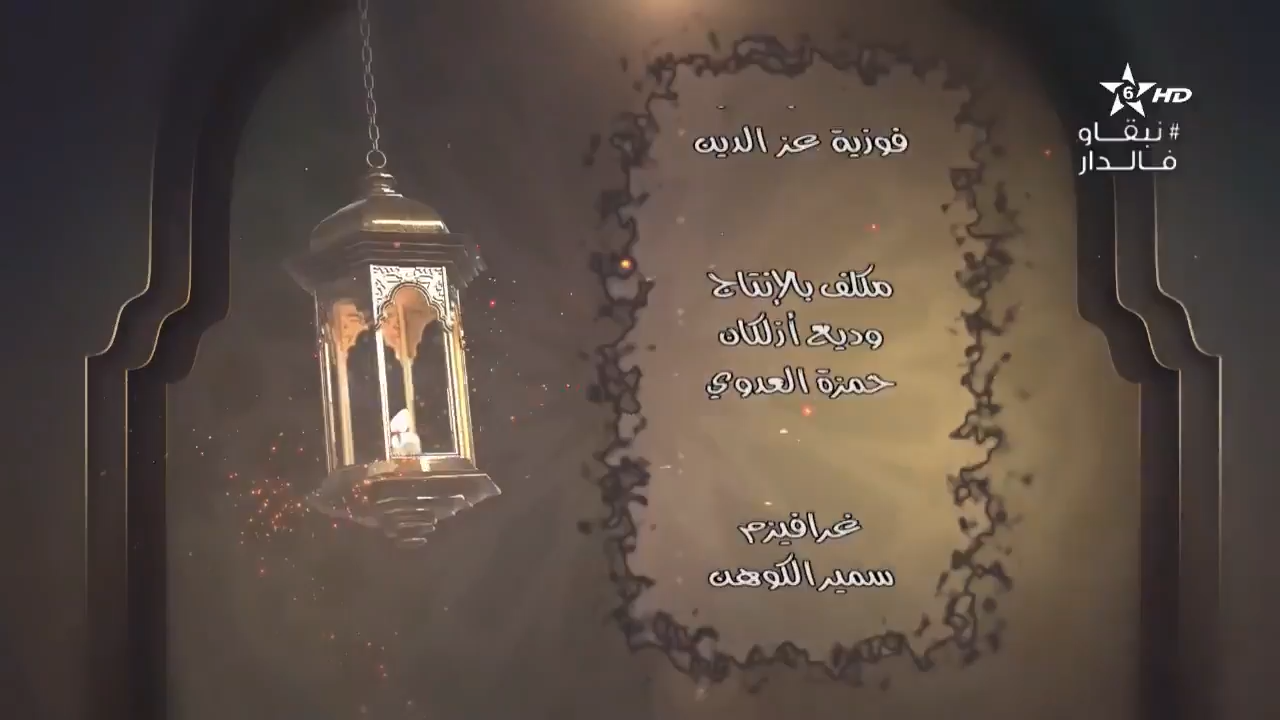 6 HD
#نبقاو
فالدار
فوزية عز الدين
مكلف بالإنتاج
وديع أزلكان
حمزة العدوي
غرافيزم
سمير الكوهن